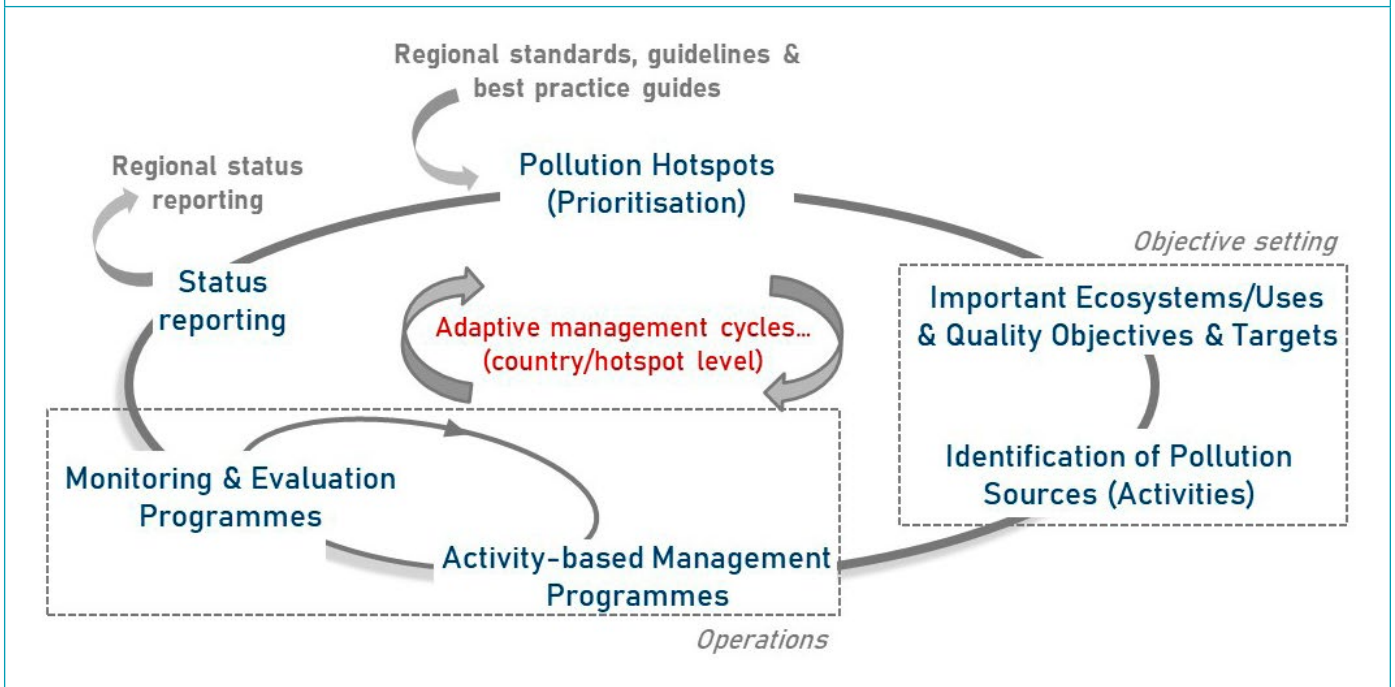 Regional standards, guidelines &
best practice guides
Regional status
reporting
Pollution Hotspots
(Prioritisation)
Objective setting
Status
reporting
Important Ecosystems/Uses
& Quality Objectives & Targets
Adaptive management cycles...
(country/hotspot level)
Identification of Pollution
Sources (Activities)
Monitoring & Evaluation
Programmes
Activity-based Management
Programmes
Operations